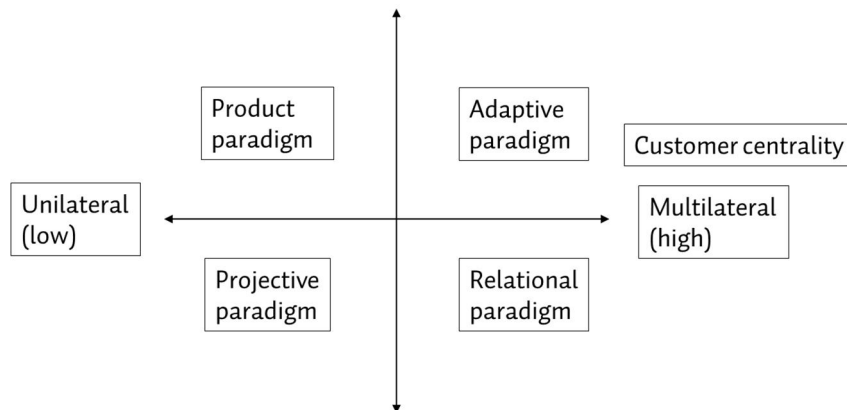 Product
paradigm
Adaptive
paradigm
Customer centrality
Unilateral
(low)
Multilateral
(high)
Projective
paradigm
Relational
paradigm